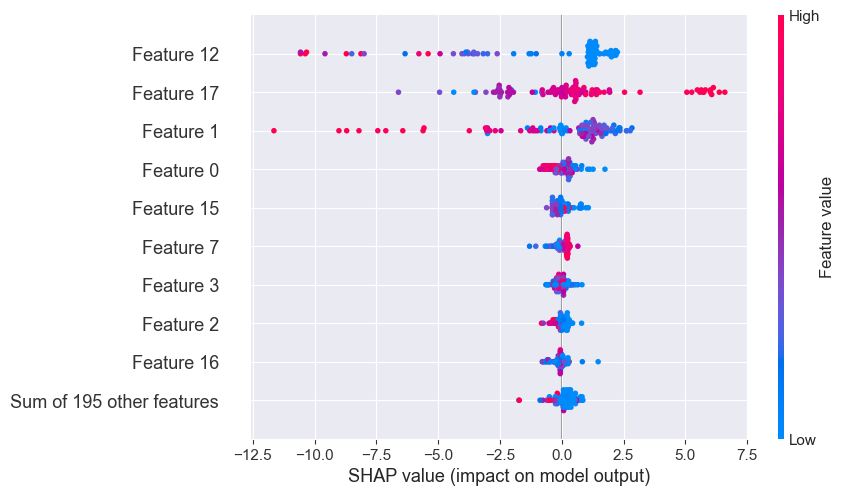 High
Feature 12
Feature 17
Feature 1
Feature 0
Feature 15
Feature 7
Feature 3
Feature 2
Feature 16
Sum of 195 other features
Feature value
Low
−12.5 −10.0 −7.5 −5.0 −2.5 0.0 2.5 5.0 7.5
SHAP value (impact on model output)